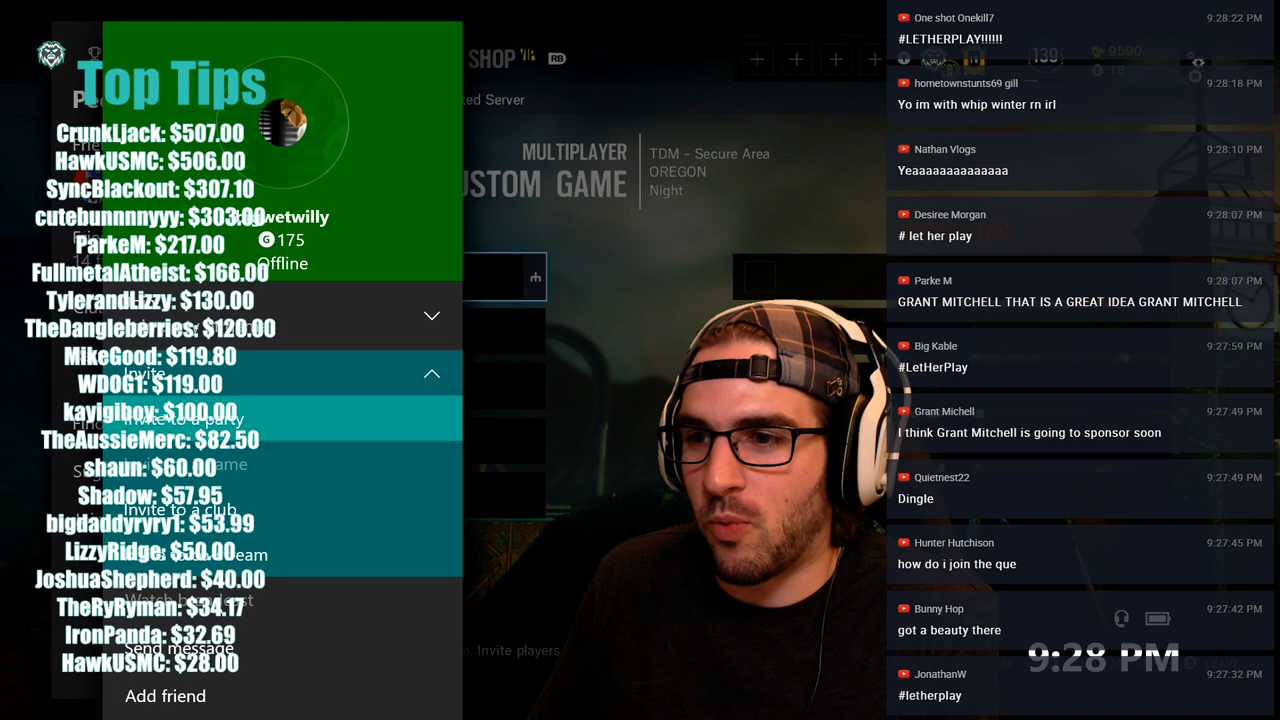 Top Tips
CrunkLjack: $507.00
HawkUSMC: $506.00
SyncBlackout: $307.10
cutebunnnnyyy: $303.00
ParkeM: $217.00
FullmetalAtheist: $166.00
TylerandLizzy: $130.00
TheDangleberries: $120.00
MikeGood: $119.80
WDOG1: $119.00
kayigiboy: $100.00
TheAussieMerc: $82.50
shaun: $60.00
Shadow: $57.95
bigdaddyryry1: $53.99
LizzyRidge: $50.00
JoshuaShepherd: $40.00
TheRyRyman: $34.17
IronPanda: $32.69
HawkUSMC: $28.00
G 175
Offline
Invite
Invite to a party
Invite to a club
Watch broadcast
Send message
Add friend
SHOP RB
ted Server
MULTIPLAYER
USTOM GAME
TDM - Secure Area
OREGON
Night
139
9590
18
e. Invite players
One shot Onekill7 9:28:22 PM
#LETHERPLAY!!!!!!
hometownstunts69 gill 9:28:18 PM
Yo im with whip winter rn irl
Nathan Vlogs 9:28:10 PM
Yeaaaaaaaaaaaaaa
Desiree Morgan 9:28:07 PM
# let her play
Parke M 9:28:07 PM
GRANT MITCHELL THAT IS A GREAT IDEA GRANT MITCHELL
Big Kable 9:27:59 PM
#LetHerPlay
Grant Michell 9:27:49 PM
I think Grant Mitchell is going to sponsor soon
Quietnest22 9:27:49 PM
Dingle
Hunter Hutchison 9:27:45 PM
how do i join the que
Bunny Hop 9:27:42 PM
got a beauty there
9:28 PM
JonathanW 9:27:32 PM
#letherplay